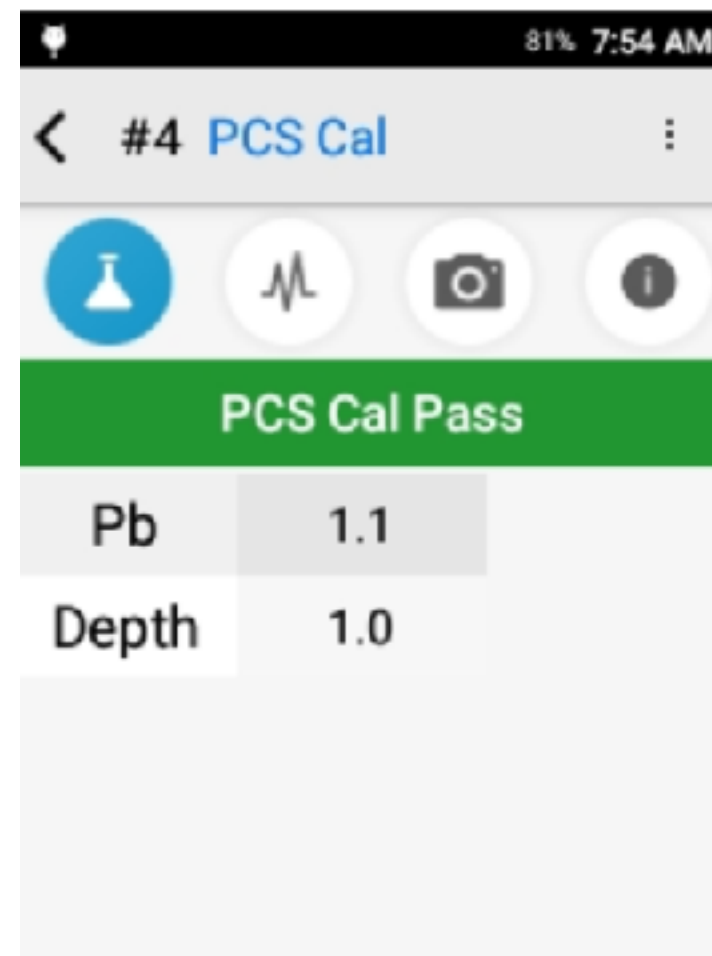 81% 7:54 AM
#4 PCS Cal
PCS Cal Pass
Pb 1.1
Depth 1.0